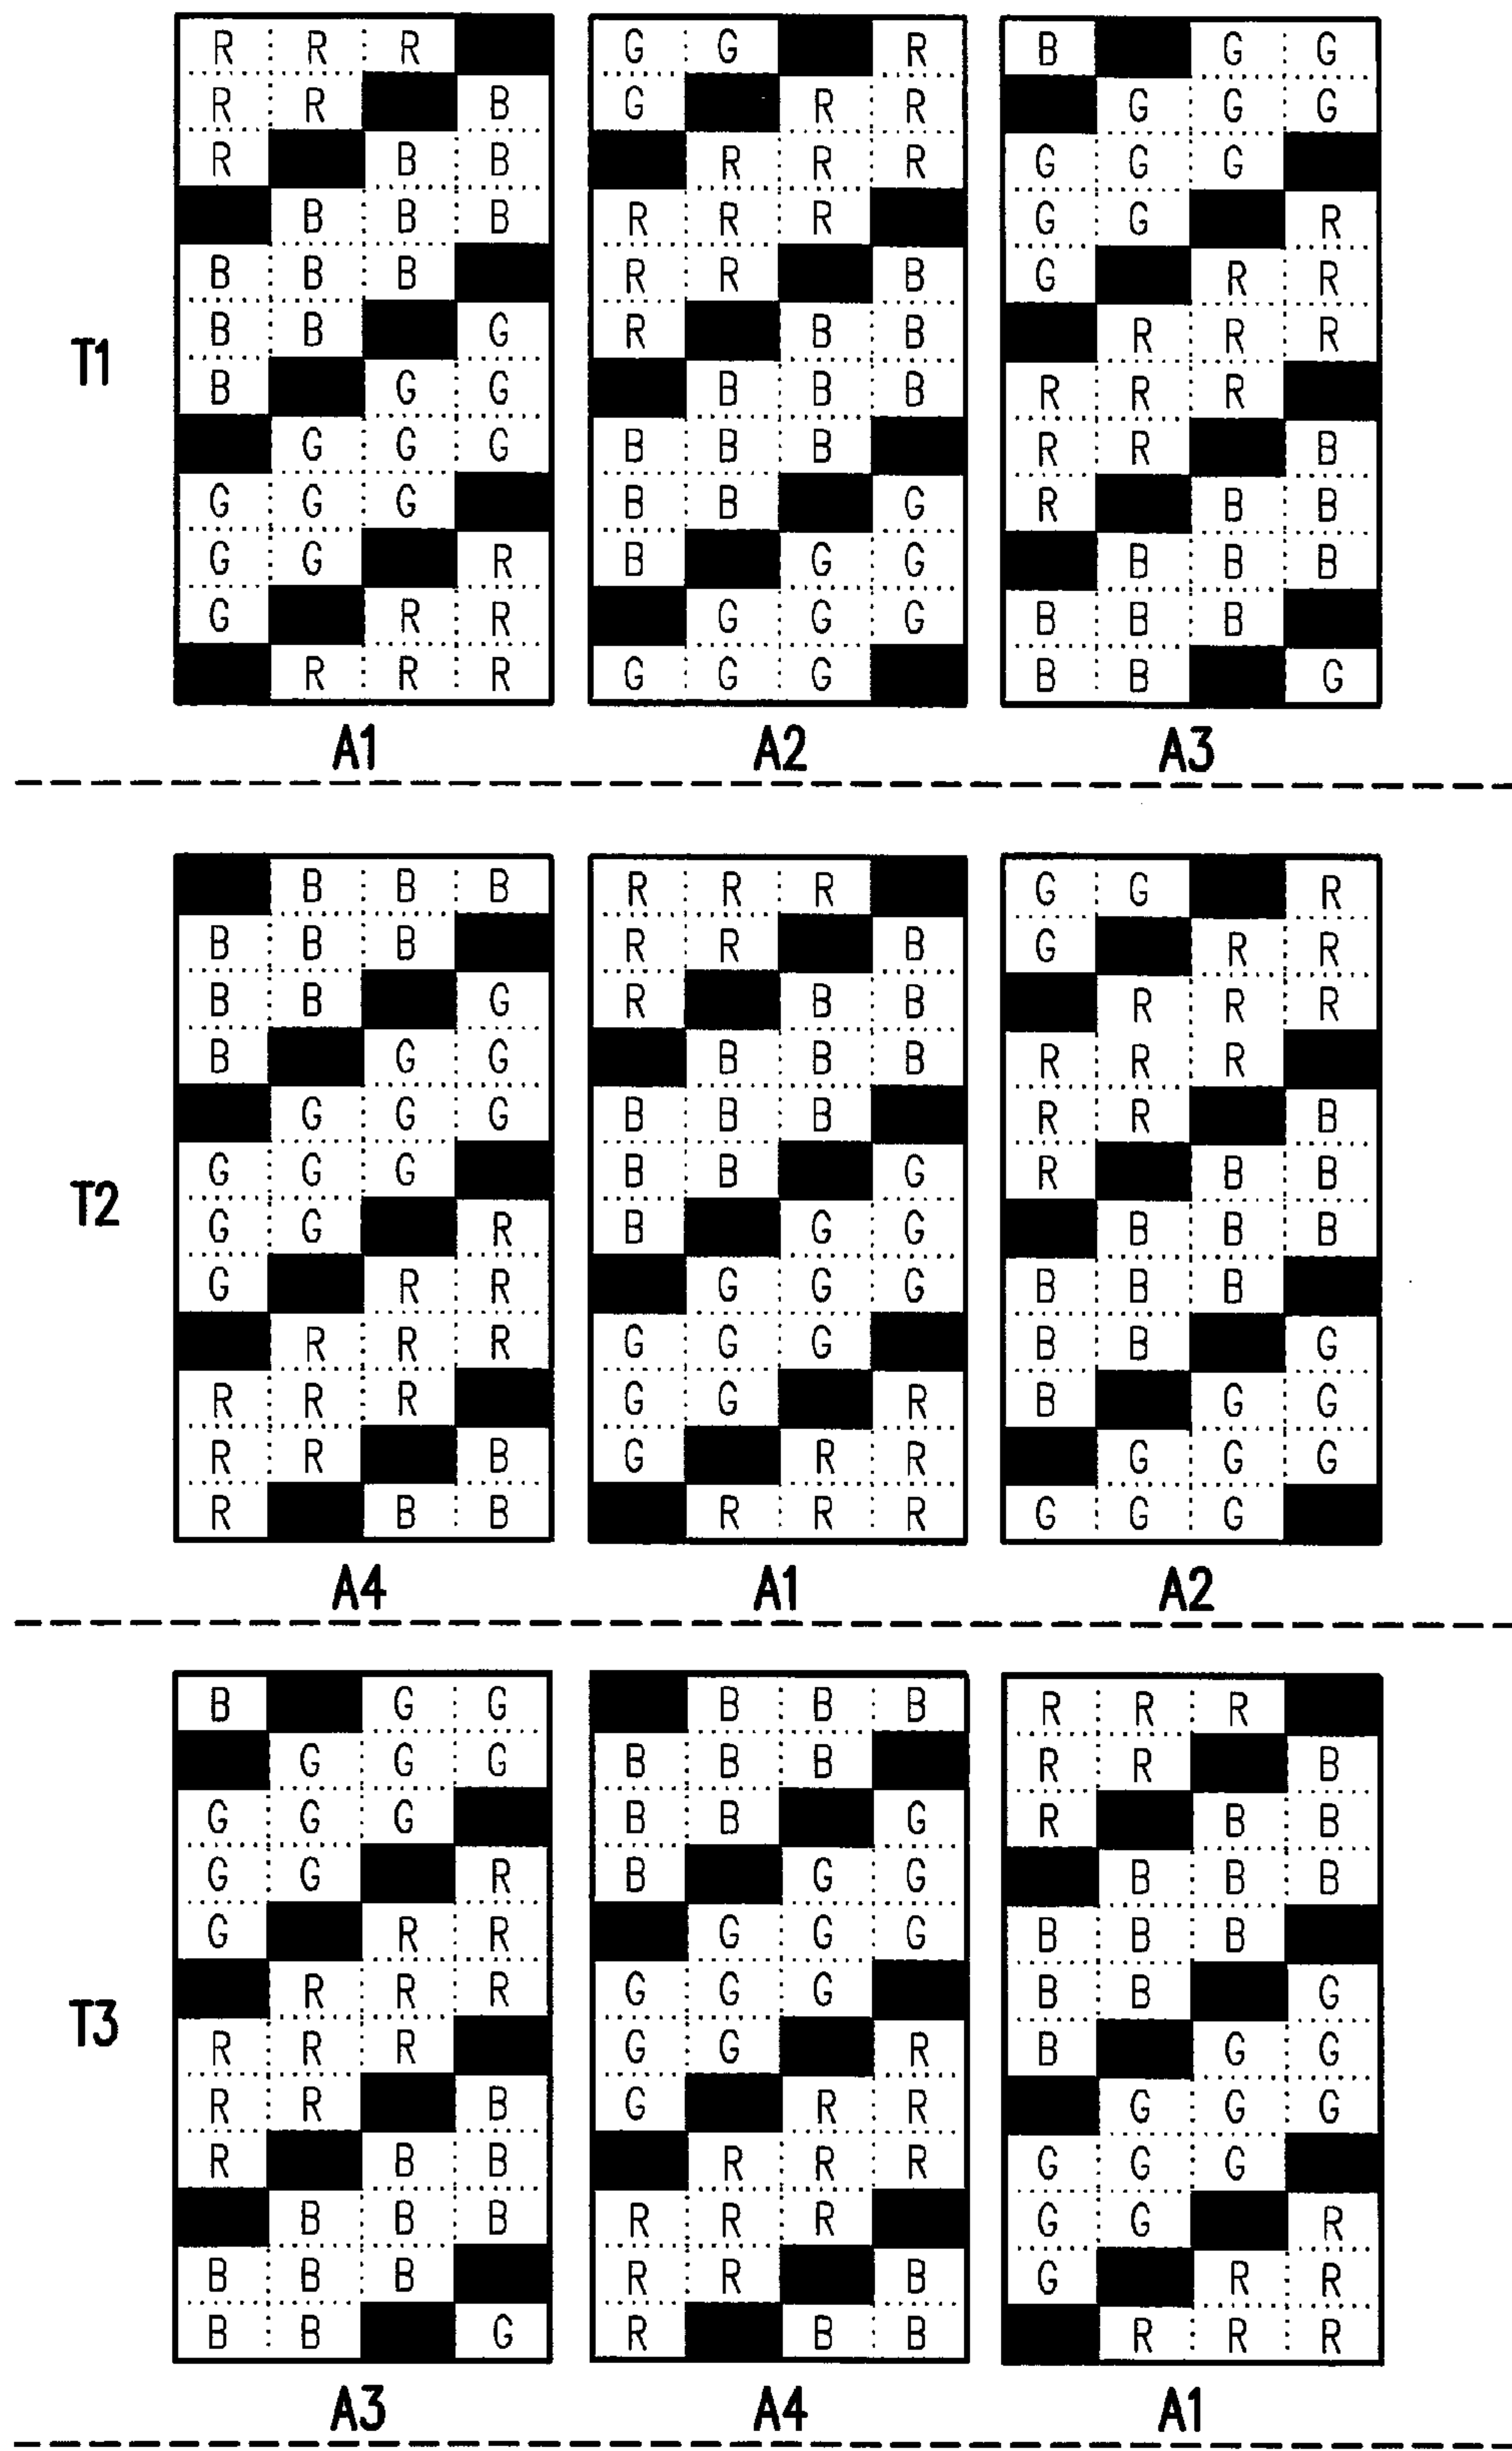 R R R G G R B G G
R R B G R R G G G
R B B R R R G G G
B B B R R R G G R
B B B R R B G R R
T1
B B G R B B R R R
B G G B B B R R R
G G G B B B R R B
G G G B B G R B B
G G R B G G B B B
G R R G G G B B B
R R R G G G B B G
A1 A2 A3
B B B R R R G G R
B B B R R B G R R
B B G R B B R R R
B G G B B B R R R
G G G B B B R R B
G G G B B G R B B
T2
G G R B G G B B B
G R R G G G B B B
R R R G G G B B G
R R R G G R B G G
R R B G R R G G G
R B B R R R G G G
A4 A1 A2
B G G B B B R R R
G G G B B B R R B
G G G B B G R B B
G G R B G G B B B
G R R G G G B B B
R R R G G G B B G
T3
R R R G G R B G G
R R B G R R G G G
R B B R R R G G G
B B B R R R G G R
B B B R R B G R R
B B G R B B R R R
A3 A4 A1